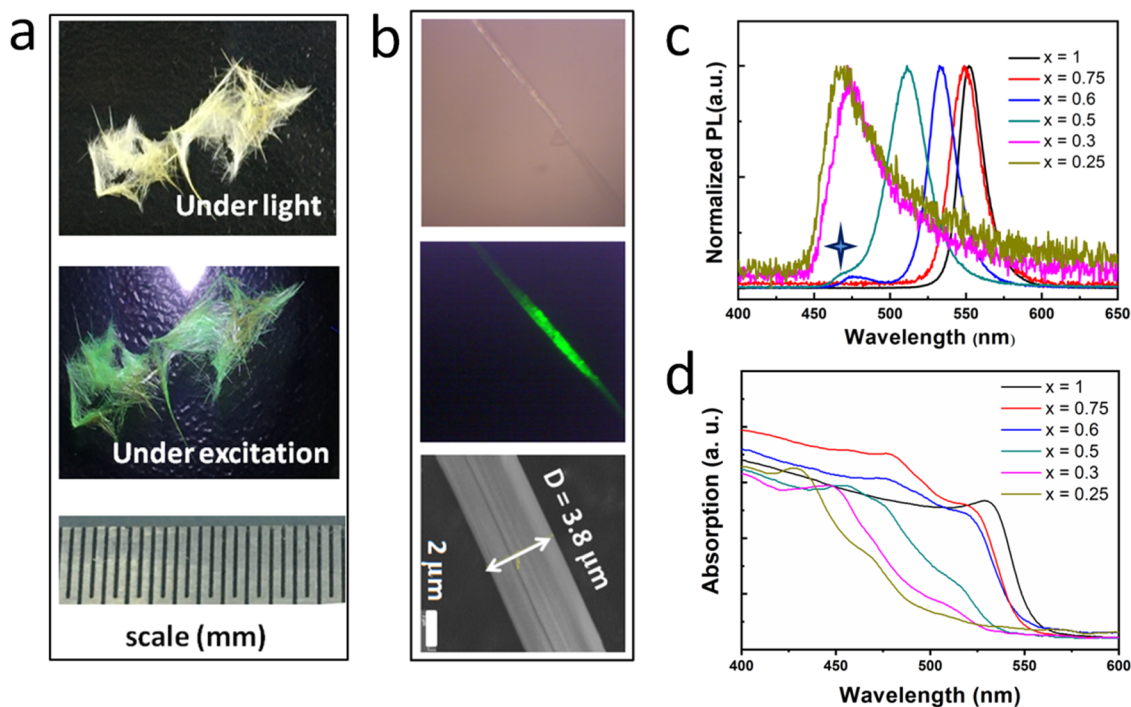 a
Under light
Under excitation
scale (mm)
b
D = 3.8 μm
2 μm
c
Normalized PL(a.u.)
x = 1
x = 0.75
x = 0.6
x = 0.5
x = 0.3
x = 0.25
400 450 500 550 600 650
Wavelength (nm)
d
Absorption (a. u.)
x = 1
x = 0.75
x = 0.6
x = 0.5
x = 0.3
x = 0.25
400 450 500 550 600
Wavelength (nm)